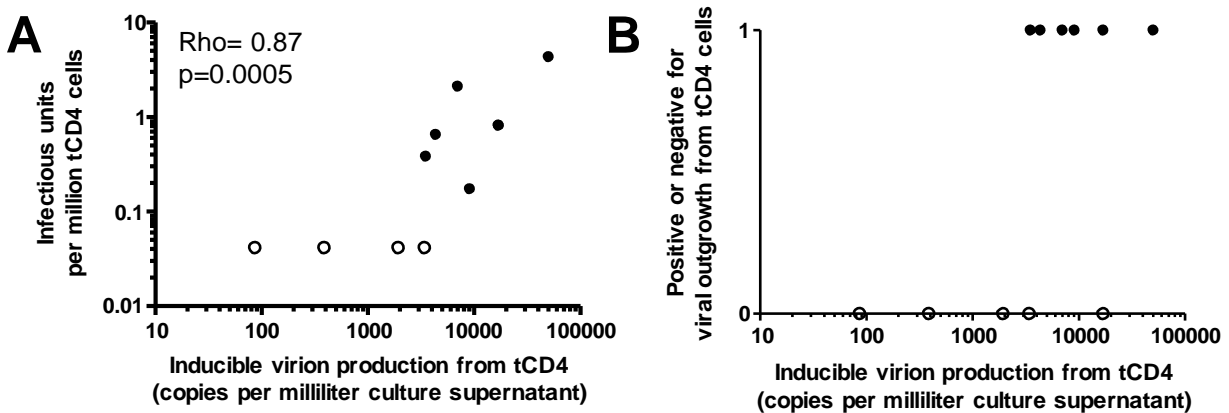 A
Rho= 0.87
p=0.0005
Infectious units
per million tCD4 cells
10
1
0.1
0.01
10
100
1000
10000
100000
Inducible virion production from tCD4
(copies per milliliter culture supernatant)
B
Positive or negative for
viral outgrowth from tCD4 cells
1
0
10
100
1000
10000
100000
Inducible virion production from tCD4
(copies per milliliter culture supernatant)